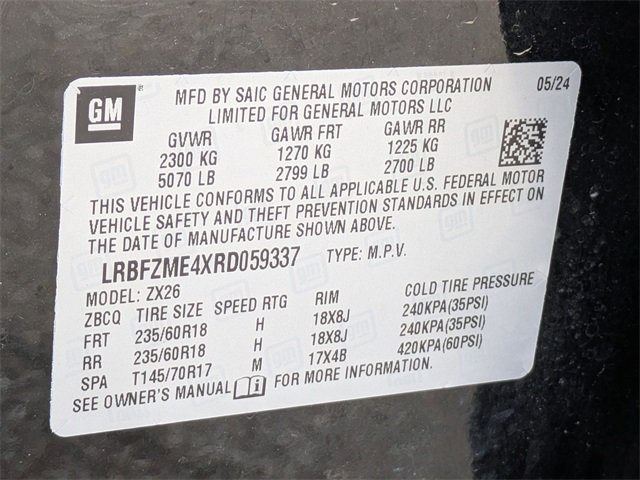 GM
MFD BY SAIC GENERAL MOTORS CORPORATION 05/24
LIMITED FOR GENERAL MOTORS LLC
GVWR GAWR FRT GAWR RR
2300 KG 1270 KG 1225 KG
5070 LB 2799 LB 2700 LB
THIS VEHICLE CONFORMS TO ALL APPLICABLE U.S. FEDERAL MOTOR
VEHICLE SAFETY AND THEFT PREVENTION STANDARDS IN EFFECT ON
THE DATE OF MANUFACTURE SHOWN ABOVE.
LRBFZME4XRD059337 TYPE: M.P.V.
MODEL: ZX26
ZBCQ TIRE SIZE SPEED RTG RIM COLD TIRE PRESSURE
FRT 235/60R18 H 18X8J 240KPA(35PSI)
RR 235/60R18 H 18X8J 240KPA(35PSI)
SPA T145/70R17 M 17X4B 420KPA(60PSI)
SEE OWNER'S MANUAL FOR MORE INFORMATION.